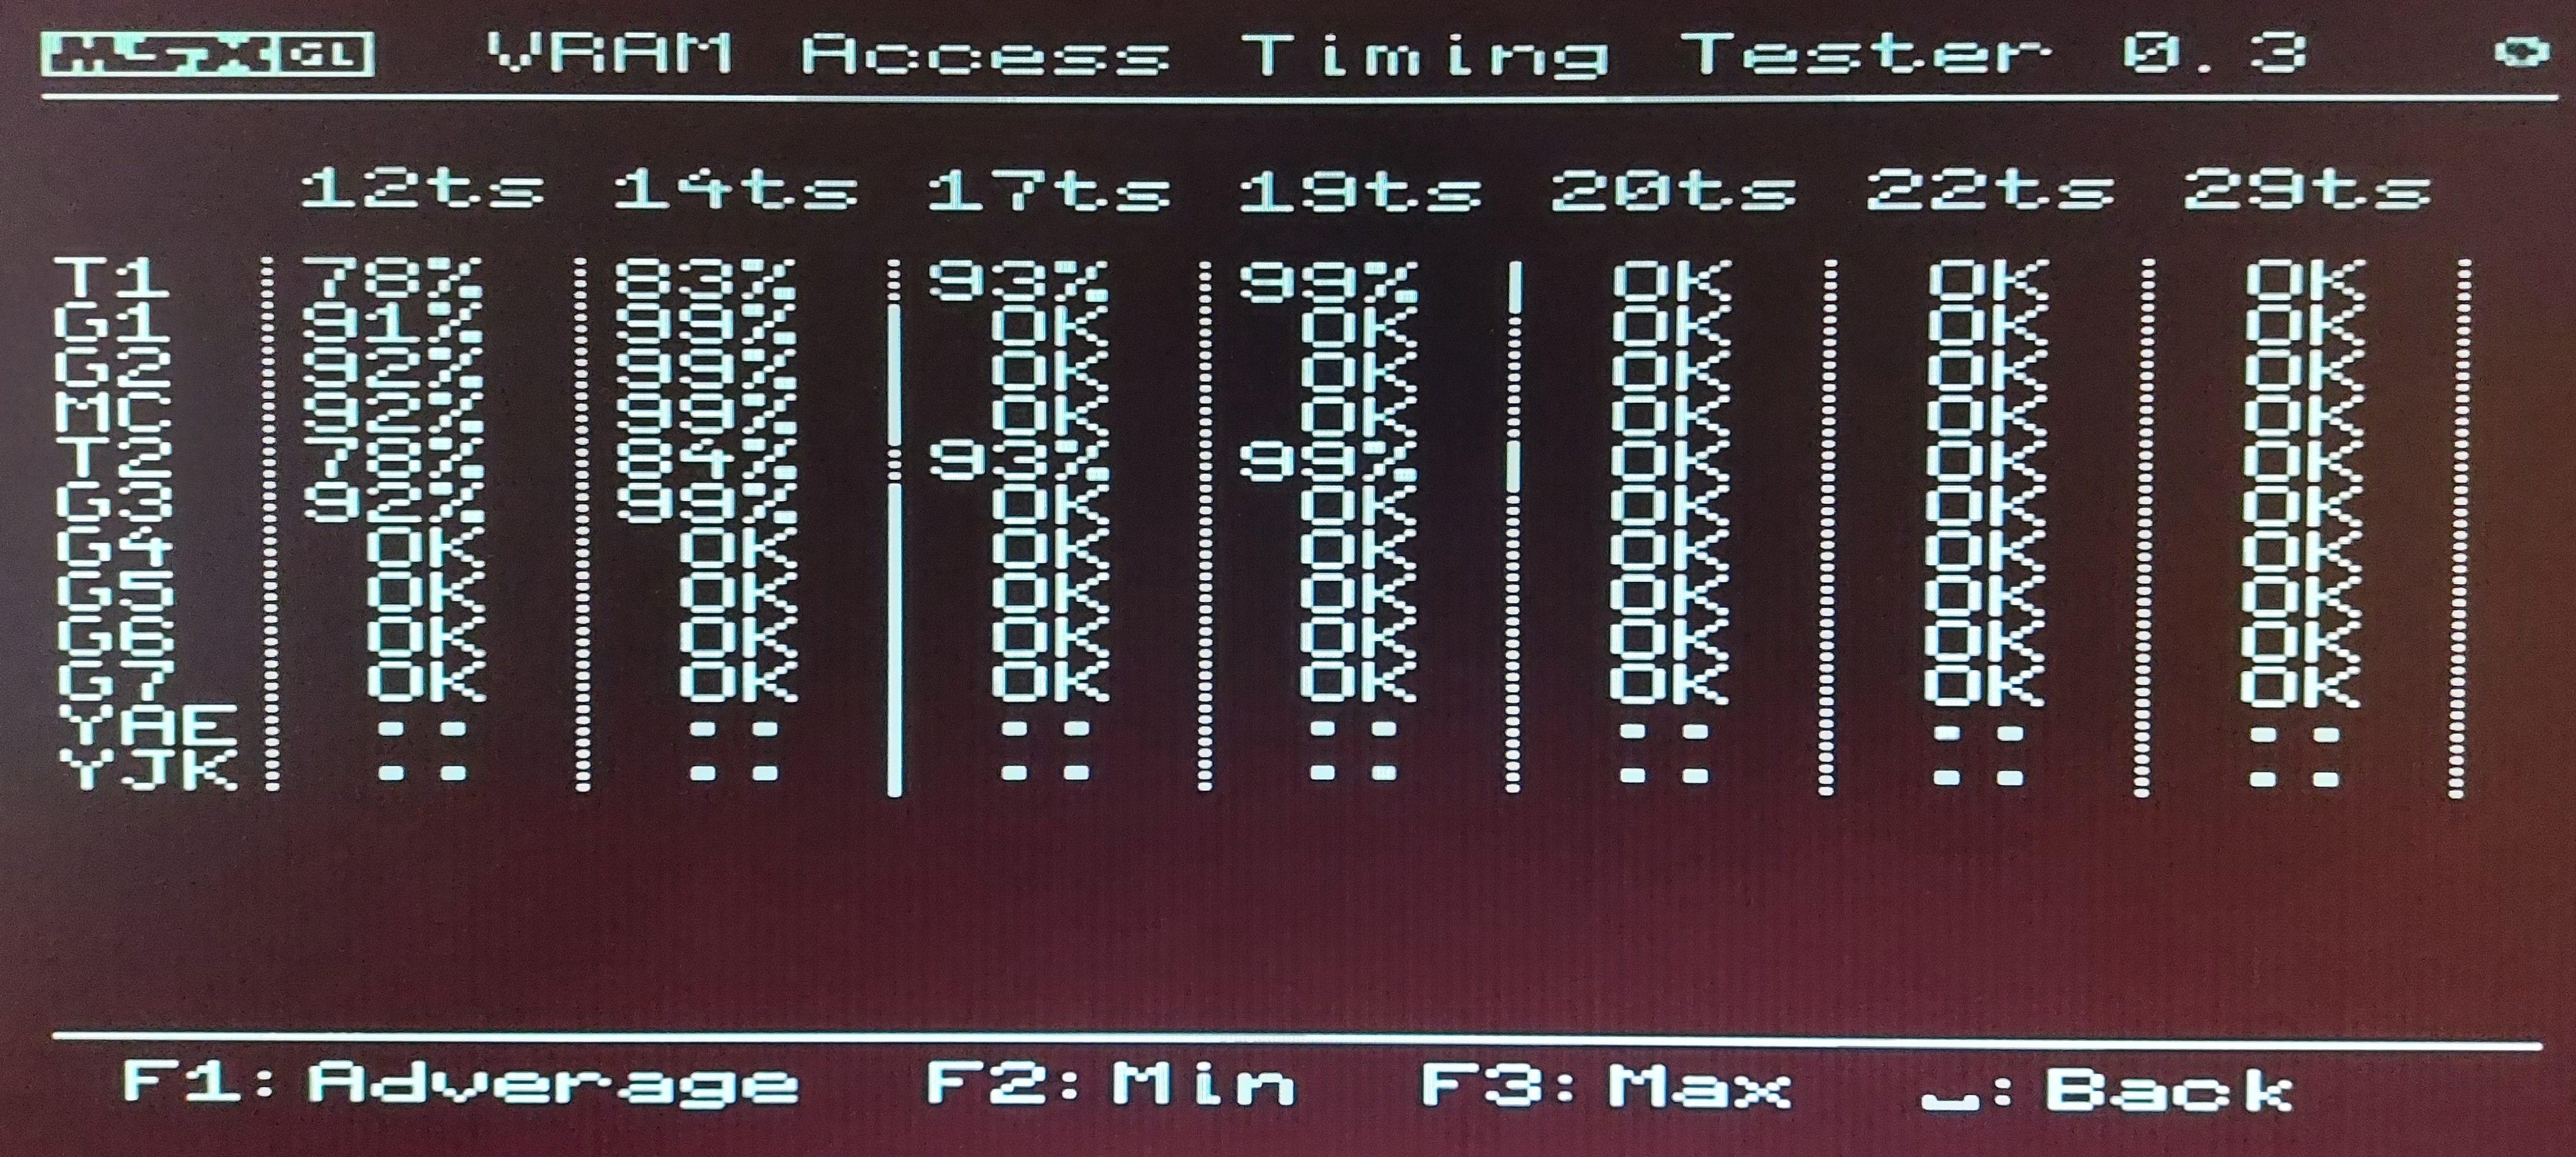 MSX GL VRAM Access Timing Tester 0.3
12ts 14ts 17ts 19ts 20ts 22ts 29ts
T1 78% 83% 93% 99% OK OK OK
G1 91% 99% OK OK OK OK OK
G2 92% 99% OK OK OK OK OK
MC 92% 99% OK OK OK OK OK
T2 78% 84% 93% 99% OK OK OK
G3 92% 99% OK OK OK OK OK
G4 OK OK OK OK OK OK OK
G5 OK OK OK OK OK OK OK
G6 OK OK OK OK OK OK OK
G7 OK OK OK OK OK OK OK
YAE -- -- -- -- -- -- --
YJK -- -- -- -- -- -- --
F1:Adverage F2:Min F3:Max ⎵:Back